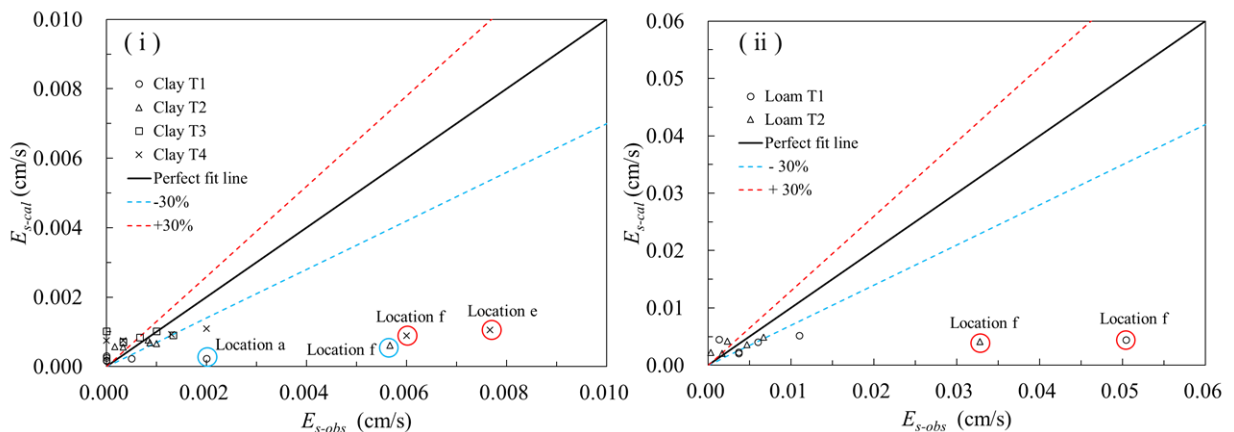 ( i )
0.010
0.008
0.006
0.004
0.002
0.000
E_s-cal (cm/s)
Clay T1
Clay T2
Clay T3
Clay T4
Perfect fit line
-30%
+30%
Location a
Location f
Location f
Location e
0.000 0.002 0.004 0.006 0.008 0.010
E_s-obs (cm/s)
( ii )
0.06
0.05
0.04
0.03
0.02
0.01
0.00
E_s-cal (cm/s)
Loam T1
Loam T2
Perfect fit line
- 30%
+ 30%
Location f
Location f
0.00 0.01 0.02 0.03 0.04 0.05 0.06
E_s-obs (cm/s)